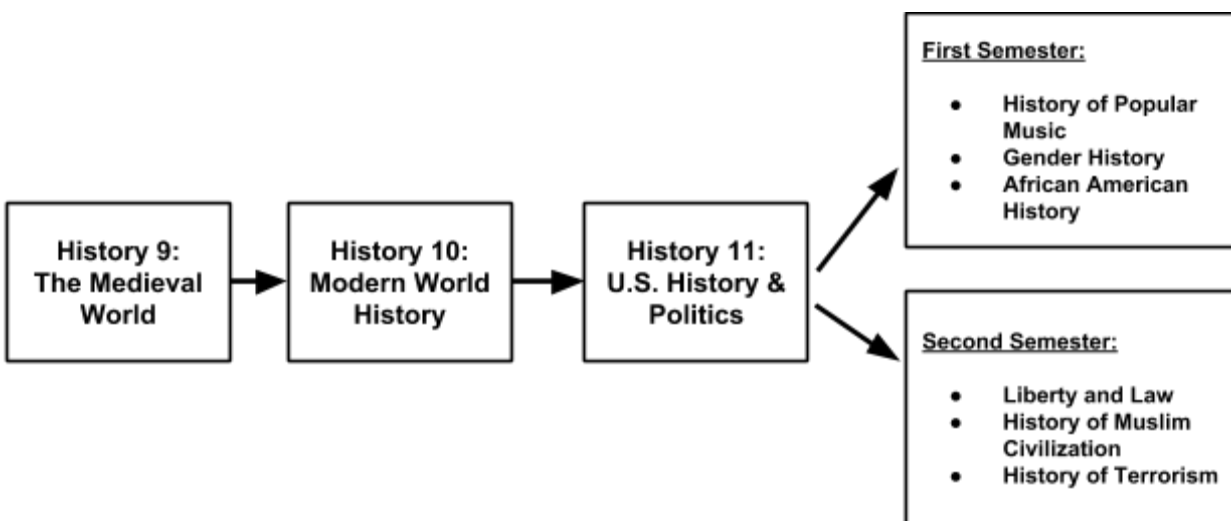 History 9:
The Medieval
World
History 10:
Modern World
History
History 11:
U.S. History &
Politics
First Semester:
● History of Popular
Music
● Gender History
● African American
History
Second Semester:
● Liberty and Law
● History of Muslim
Civilization
● History of Terrorism